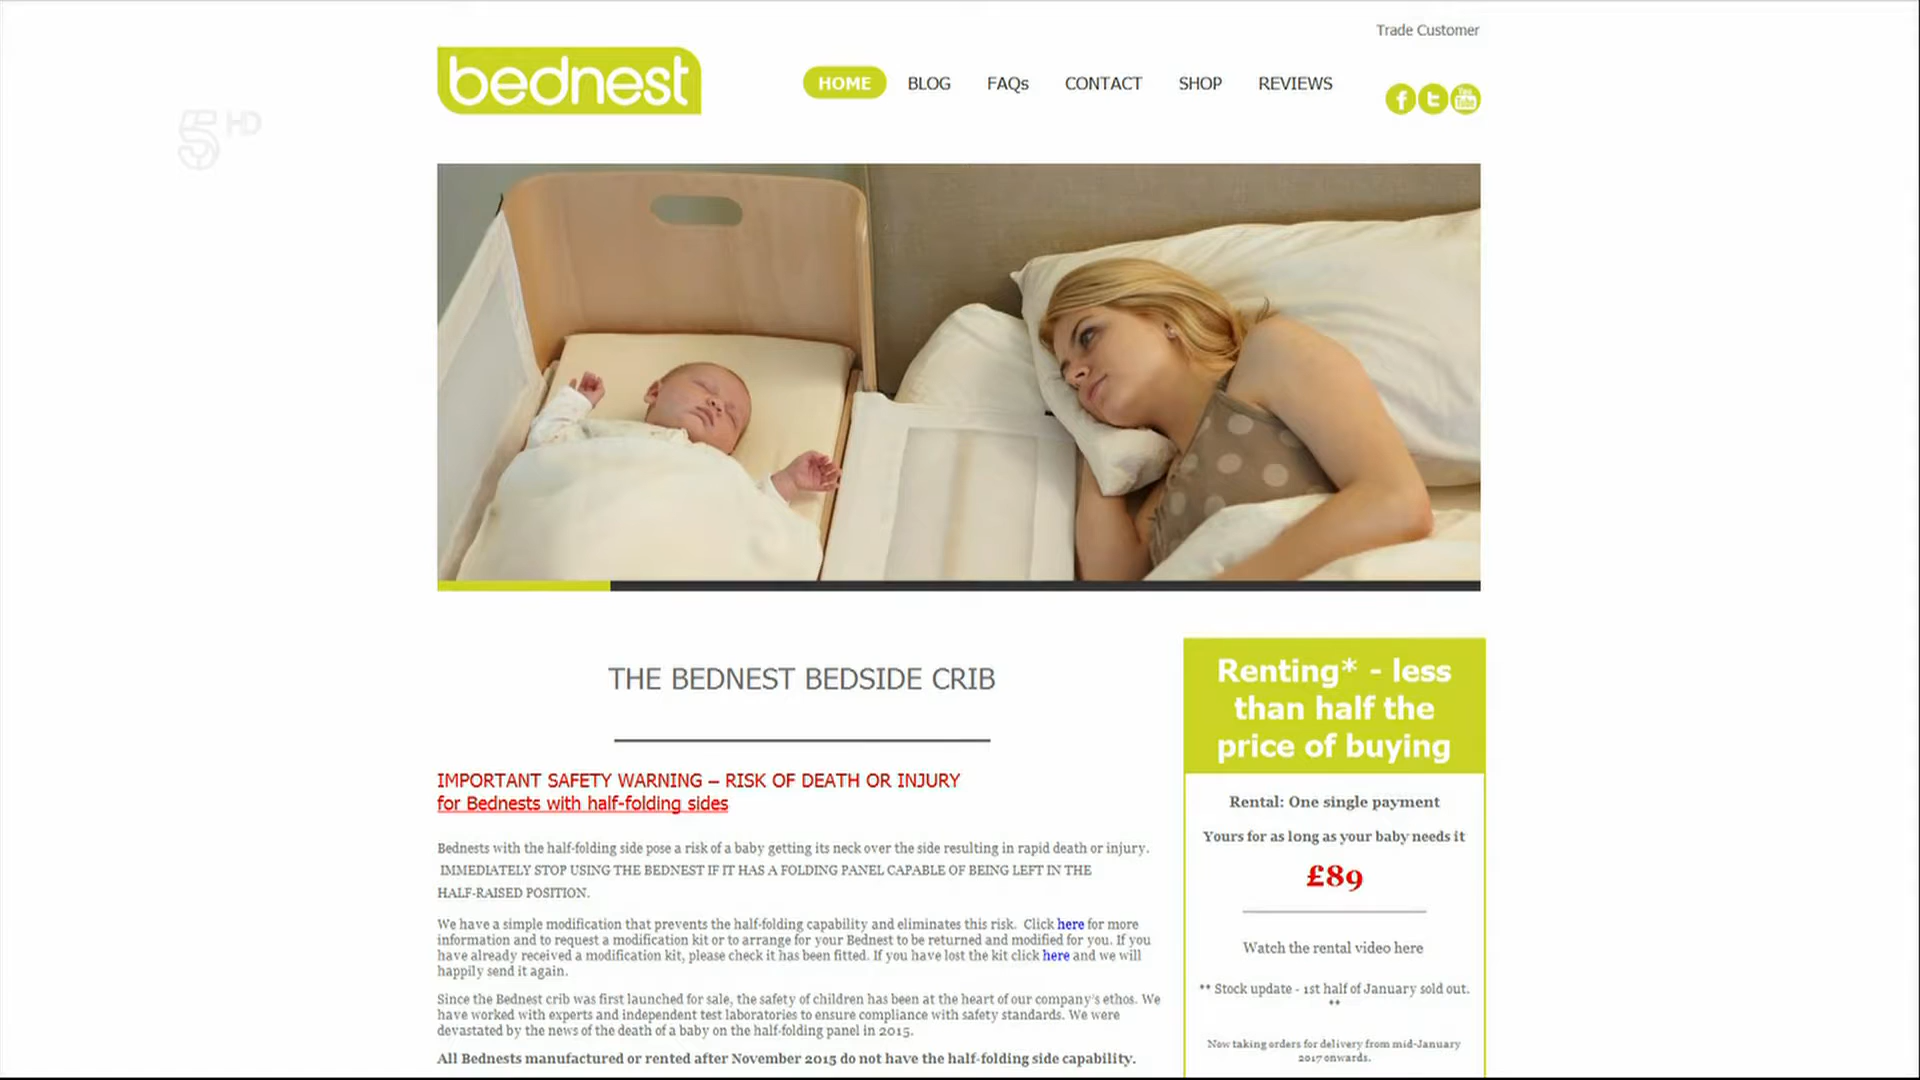 Trade Customer
bednest
HOME BLOG FAQs CONTACT SHOP REVIEWS
f t You Tube
5 HD
THE BEDNEST BEDSIDE CRIB
IMPORTANT SAFETY WARNING – RISK OF DEATH OR INJURY
for Bednests with half-folding sides
Bednests with the half-folding side pose a risk of a baby getting its neck over the side resulting in rapid death or injury.
IMMEDIATELY STOP USING THE BEDNEST IF IT HAS A FOLDING PANEL CAPABLE OF BEING LEFT IN THE
HALF-RAISED POSITION.
We have a simple modification that prevents the half-folding capability and eliminates this risk. Click here for more
information and to request a modification kit or to arrange for your Bednest to be returned and modified for you. If you
have already received a modification kit, please check it has been fitted. If you have lost the kit click here and we will
happily send it again.
Since the Bednest crib was first launched for sale, the safety of children has been at the heart of our company's ethos. We
have worked with experts and independent test laboratories to ensure compliance with safety standards. We were
devastated by the news of the death of a baby on the half-folding panel in 2015.
All Bednests manufactured or rented after November 2015 do not have the half-folding side capability.
Renting* - less
than half the
price of buying
Rental: One single payment
Yours for as long as your baby needs it
£89
Watch the rental video here
** Stock update - 1st half of January sold out.
**
Now taking orders for delivery from mid-January
2017 onwards.